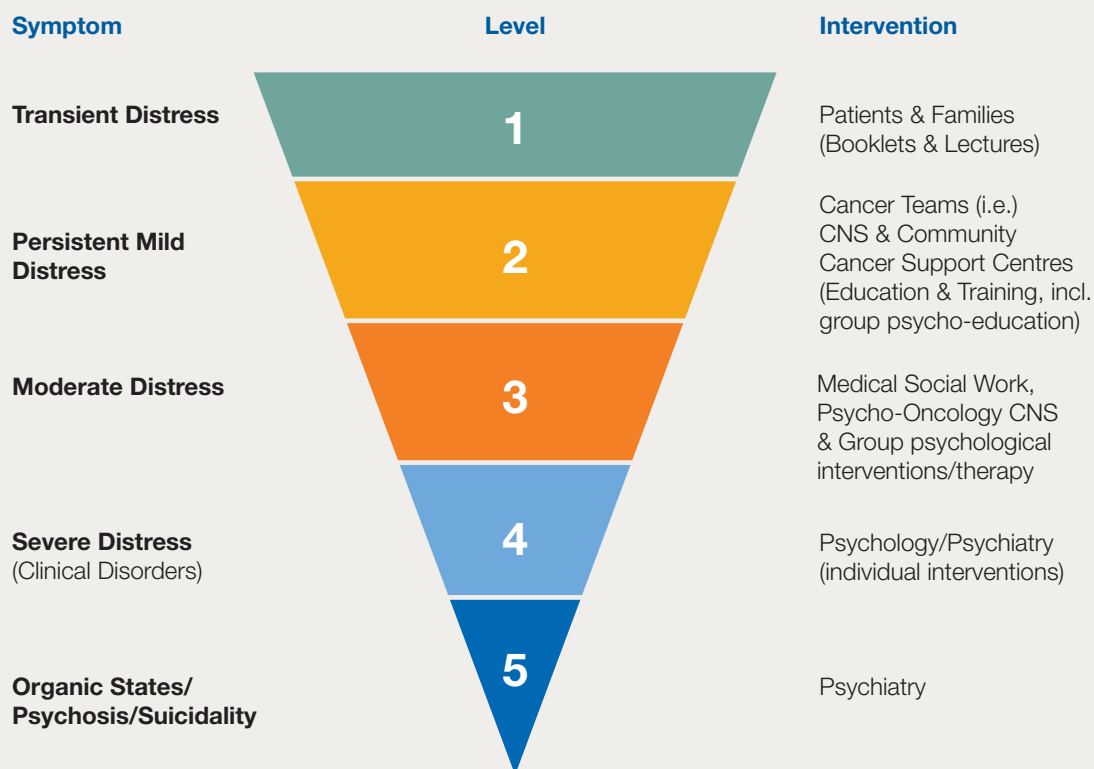 Symptom
Level
Intervention
Transient Distress
1
Patients & Families
(Booklets & Lectures)
Persistent Mild
Distress
2
Cancer Teams (i.e.)
CNS & Community
Cancer Support Centres
(Education & Training, incl.
group psycho-education)
Moderate Distress
3
Medical Social Work,
Psycho-Oncology CNS
& Group psychological
interventions/therapy
Severe Distress
(Clinical Disorders)
4
Psychology/Psychiatry
(individual interventions)
Organic States/
Psychosis/Suicidality
5
Psychiatry